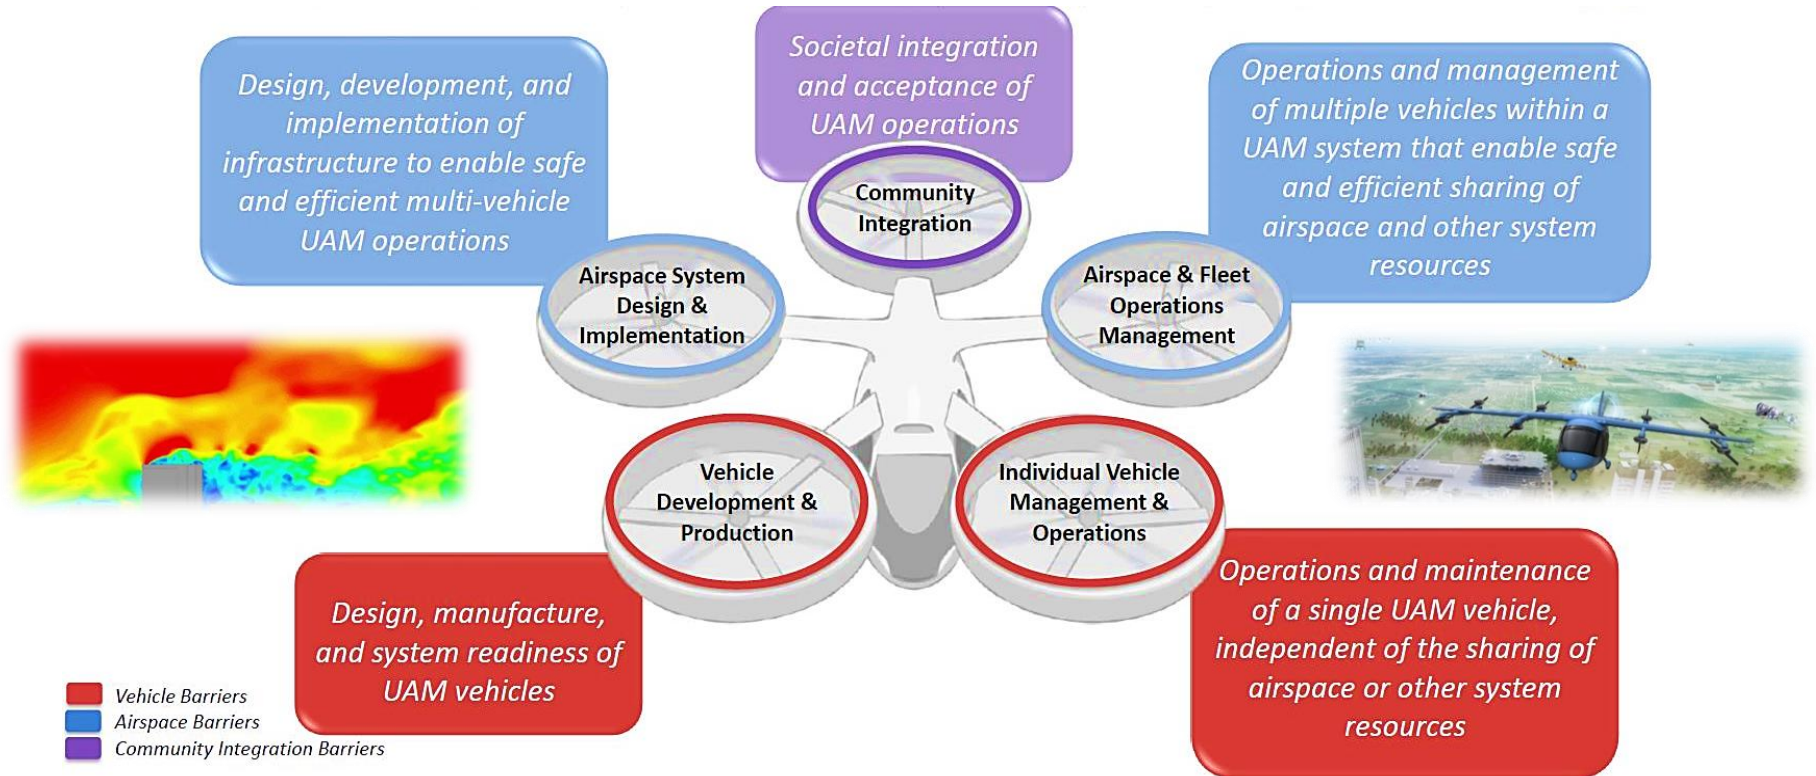 Societal integration
and acceptance of
UAM operations
Community
Integration
Design, development, and
implementation of
infrastructure to enable safe
and efficient multi-vehicle
UAM operations
Airspace System
Design &
Implementation
Operations and management
of multiple vehicles within a
UAM system that enable safe
and efficient sharing of
airspace and other system
resources
Airspace & Fleet
Operations
Management
Vehicle
Development &
Production
Design, manufacture,
and system readiness of
UAM vehicles
Individual Vehicle
Management &
Operations
Operations and maintenance
of a single UAM vehicle,
independent of the sharing of
airspace or other system
resources
Vehicle Barriers
Airspace Barriers
Community Integration Barriers